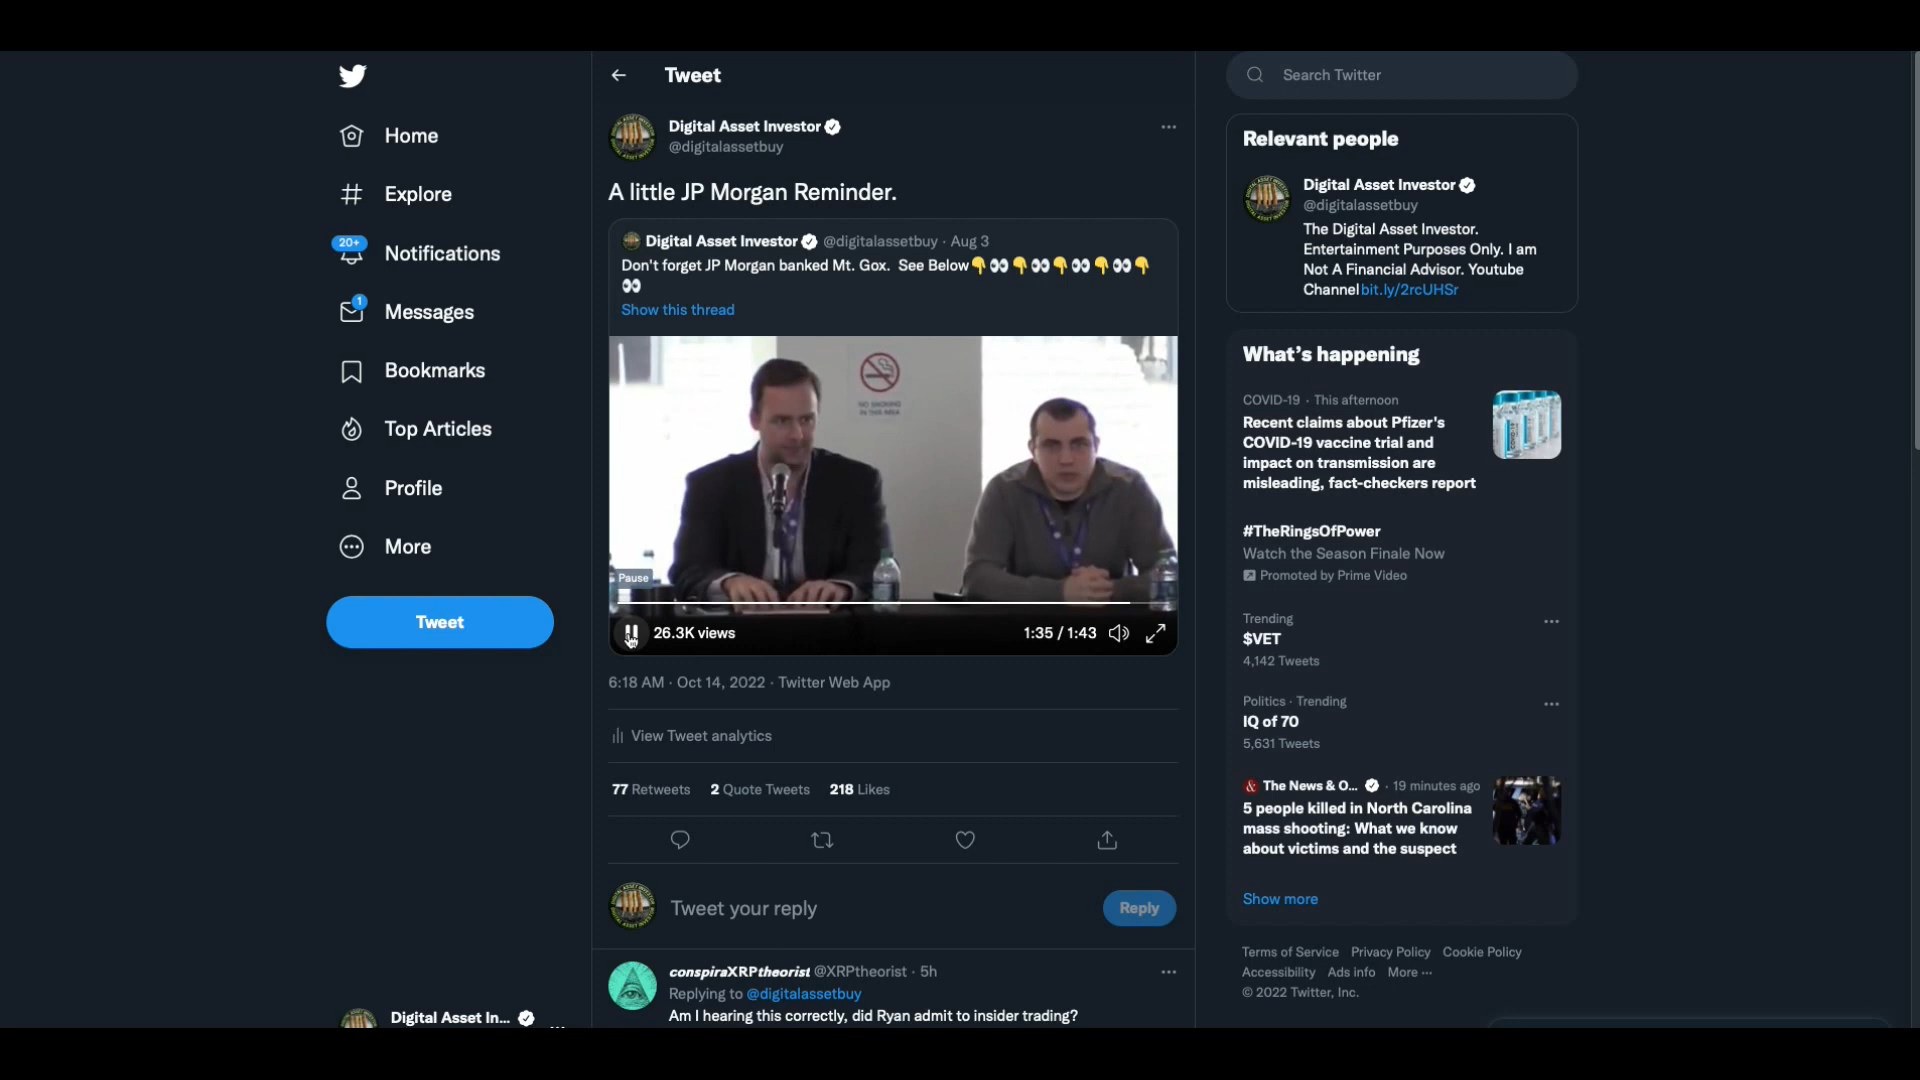 Tweet
Search Twitter
Home
Explore
20+
Notifications
1
Messages
Bookmarks
Top Articles
Profile
More
Tweet
Digital Asset In...
Digital Asset Investor
@digitalassetbuy
A little JP Morgan Reminder.
Digital Asset Investor @digitalassetbuy · Aug 3
Don't forget JP Morgan banked Mt. Gox. See Below👇👀👇👀👇👀👇👀👇
👀
Show this thread
NO SMOKING
IN THIS AREA
Pause
26.3K views
1:35 / 1:43
6:18 AM · Oct 14, 2022 · Twitter Web App
View Tweet analytics
77 Retweets 2 Quote Tweets 218 Likes
Tweet your reply
Reply
conspiraXRPtheorist @XRPtheorist · 5h
Replying to @digitalassetbuy
Am I hearing this correctly, did Ryan admit to insider trading?
Relevant people
Digital Asset Investor
@digitalassetbuy
The Digital Asset Investor.
Entertainment Purposes Only. I am
Not A Financial Advisor. Youtube
Channel bit.ly/2rcUHSr
What's happening
COVID-19 · This afternoon
Recent claims about Pfizer's
COVID-19 vaccine trial and
impact on transmission are
misleading, fact-checkers report
#TheRingsOfPower
Watch the Season Finale Now
Promoted by Prime Video
Trending
$VET
4,142 Tweets
Politics · Trending
IQ of 70
5,631 Tweets
The News & O... · 19 minutes ago
5 people killed in North Carolina
mass shooting: What we know
about victims and the suspect
Show more
Terms of Service Privacy Policy Cookie Policy
Accessibility Ads info More ···
© 2022 Twitter, Inc.